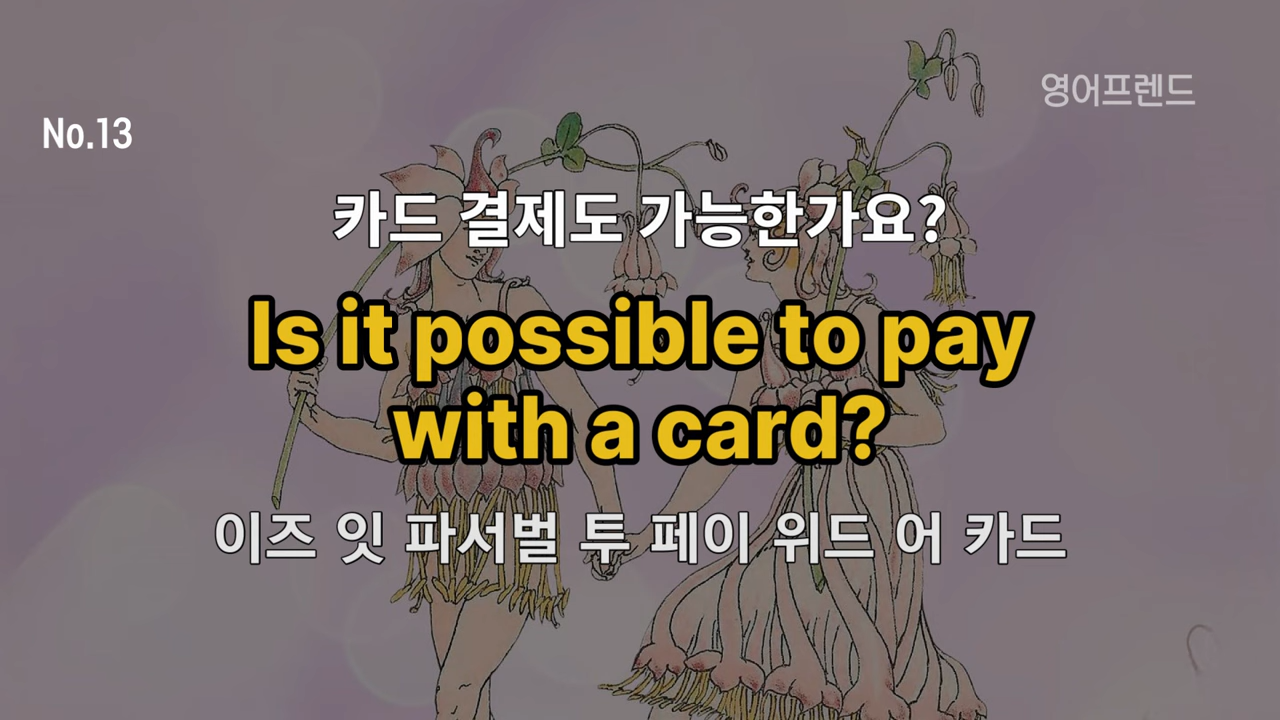 영어프렌드
No.13
카드 결제도 가능한가요?
Is it possible to pay
with a card?
이즈 잇 파서벌 투 페이 위드 어 카드